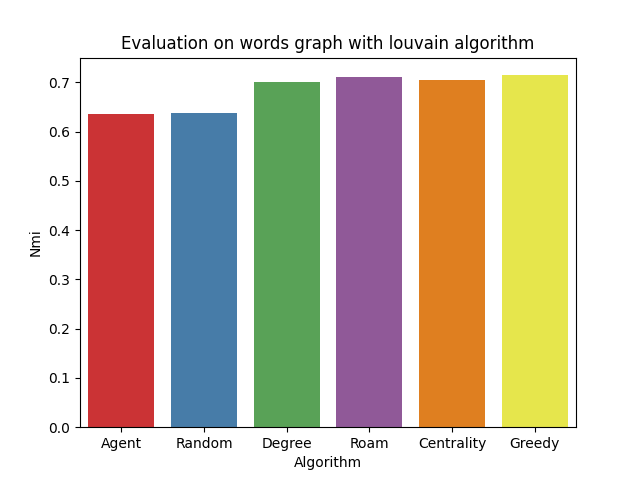 Evaluation on words graph with louvain algorithm
0.7
0.6
0.5
0.4
0.3
0.2
0.1
0.0
Nmi
Agent Random Degree Roam Centrality Greedy
Algorithm